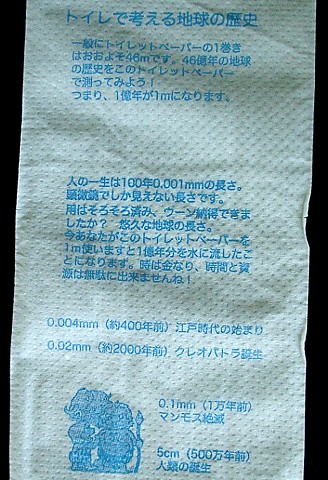 トイレで考える地球の歴史
一般にトイレットペーパーの1巻き
はおおよそ46mです。46億年の地球
の歴史をこのトイレットペーパー
で測ってみよう！
つまり、1億年が1mになります。
人の一生は100年0.001mmの長さ。
顕微鏡でしか見えない長さです。
用はそろそろ済み、ウーン納得できま
したか？　悠久な地球の長さ。
今あなたがこのトイレットペーパーを
1m使いますと1億年分を水に流したこ
とになります。時は金なり、時間と資
源は無駄に出来ませんね！
0.004mm（約400年前）江戸時代の始まり
0.02mm（約2000年前）クレオパトラ誕生
0.1mm（1万年前）
マンモス絶滅
5cm（500万年前）
人類の誕生